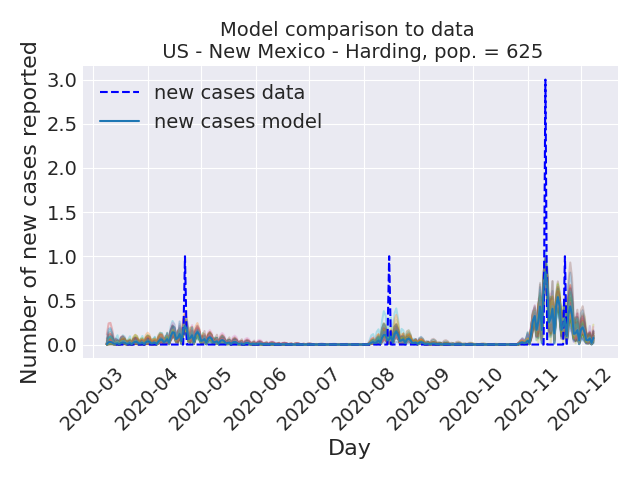 Model comparison to data
US - New Mexico - Harding, pop. = 625
Number of new cases reported
3.0
2.5
2.0
1.5
1.0
0.5
0.0
new cases data
new cases model
2020-03
2020-04
2020-05
2020-06
2020-07
2020-08
2020-09
2020-10
2020-11
2020-12
Day